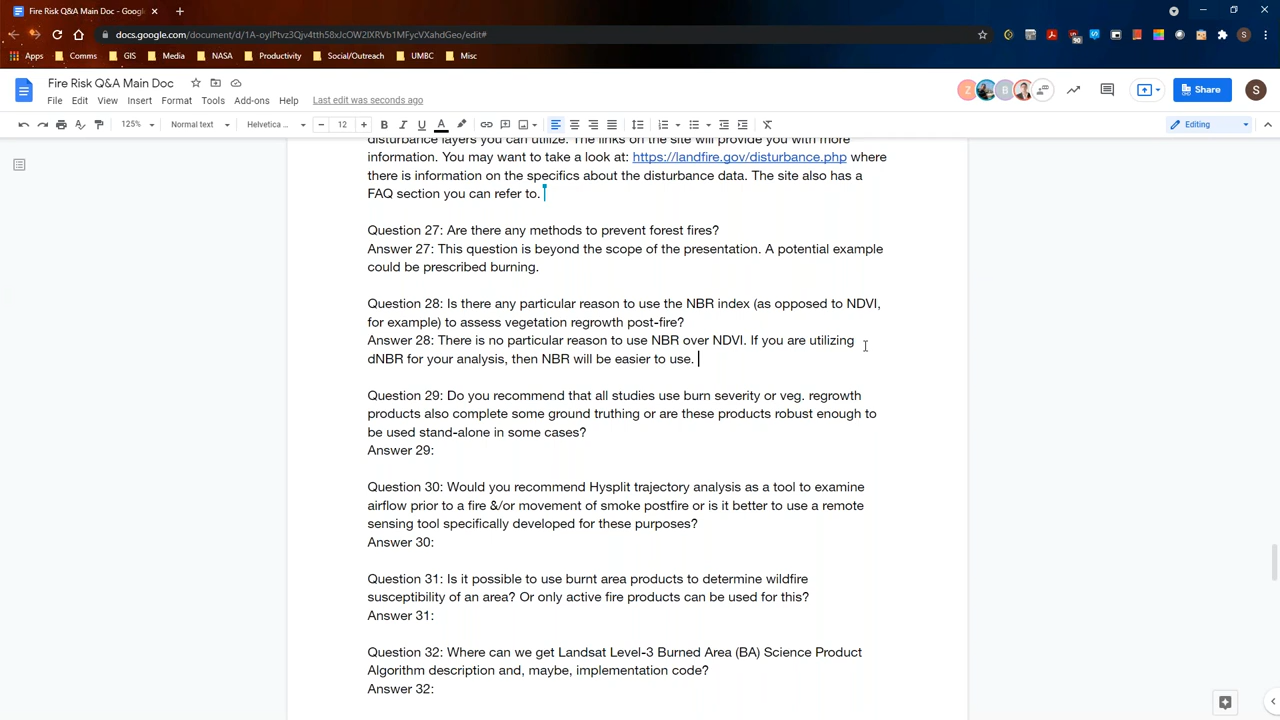 Fire Risk Q&A Main Doc - Googl
docs.google.com/document/d/1A-oyIPtvz3Qjv4tth58xJcOW2IXRVb1MFycVXahdGeo/edit#
Apps Comms GIS Media NASA Productivity Social/Outreach UMBC Misc
Fire Risk Q&A Main Doc
File Edit View Insert Format Tools Add-ons Help Last edit was seconds ago
Share
125% Normal text Helvetica ... 12 Editing
disturbance layers you can utilize. The links on the site will provide you with more
information. You may want to take a look at: https://landfire.gov/disturbance.php where
there is information on the specifics about the disturbance data. The site also has a
FAQ section you can refer to.
Question 27: Are there any methods to prevent forest fires?
Answer 27: This question is beyond the scope of the presentation. A potential example
could be prescribed burning.
Question 28: Is there any particular reason to use the NBR index (as opposed to NDVI,
for example) to assess vegetation regrowth post-fire?
Answer 28: There is no particular reason to use NBR over NDVI. If you are utilizing
dNBR for your analysis, then NBR will be easier to use.
Question 29: Do you recommend that all studies use burn severity or veg. regrowth
products also complete some ground truthing or are these products robust enough to
be used stand-alone in some cases?
Answer 29:
Question 30: Would you recommend Hysplit trajectory analysis as a tool to examine
airflow prior to a fire &/or movement of smoke postfire or is it better to use a remote
sensing tool specifically developed for these purposes?
Answer 30:
Question 31: Is it possible to use burnt area products to determine wildfire
susceptibility of an area? Or only active fire products can be used for this?
Answer 31:
Question 32: Where can we get Landsat Level-3 Burned Area (BA) Science Product
Algorithm description and, maybe, implementation code?
Answer 32: